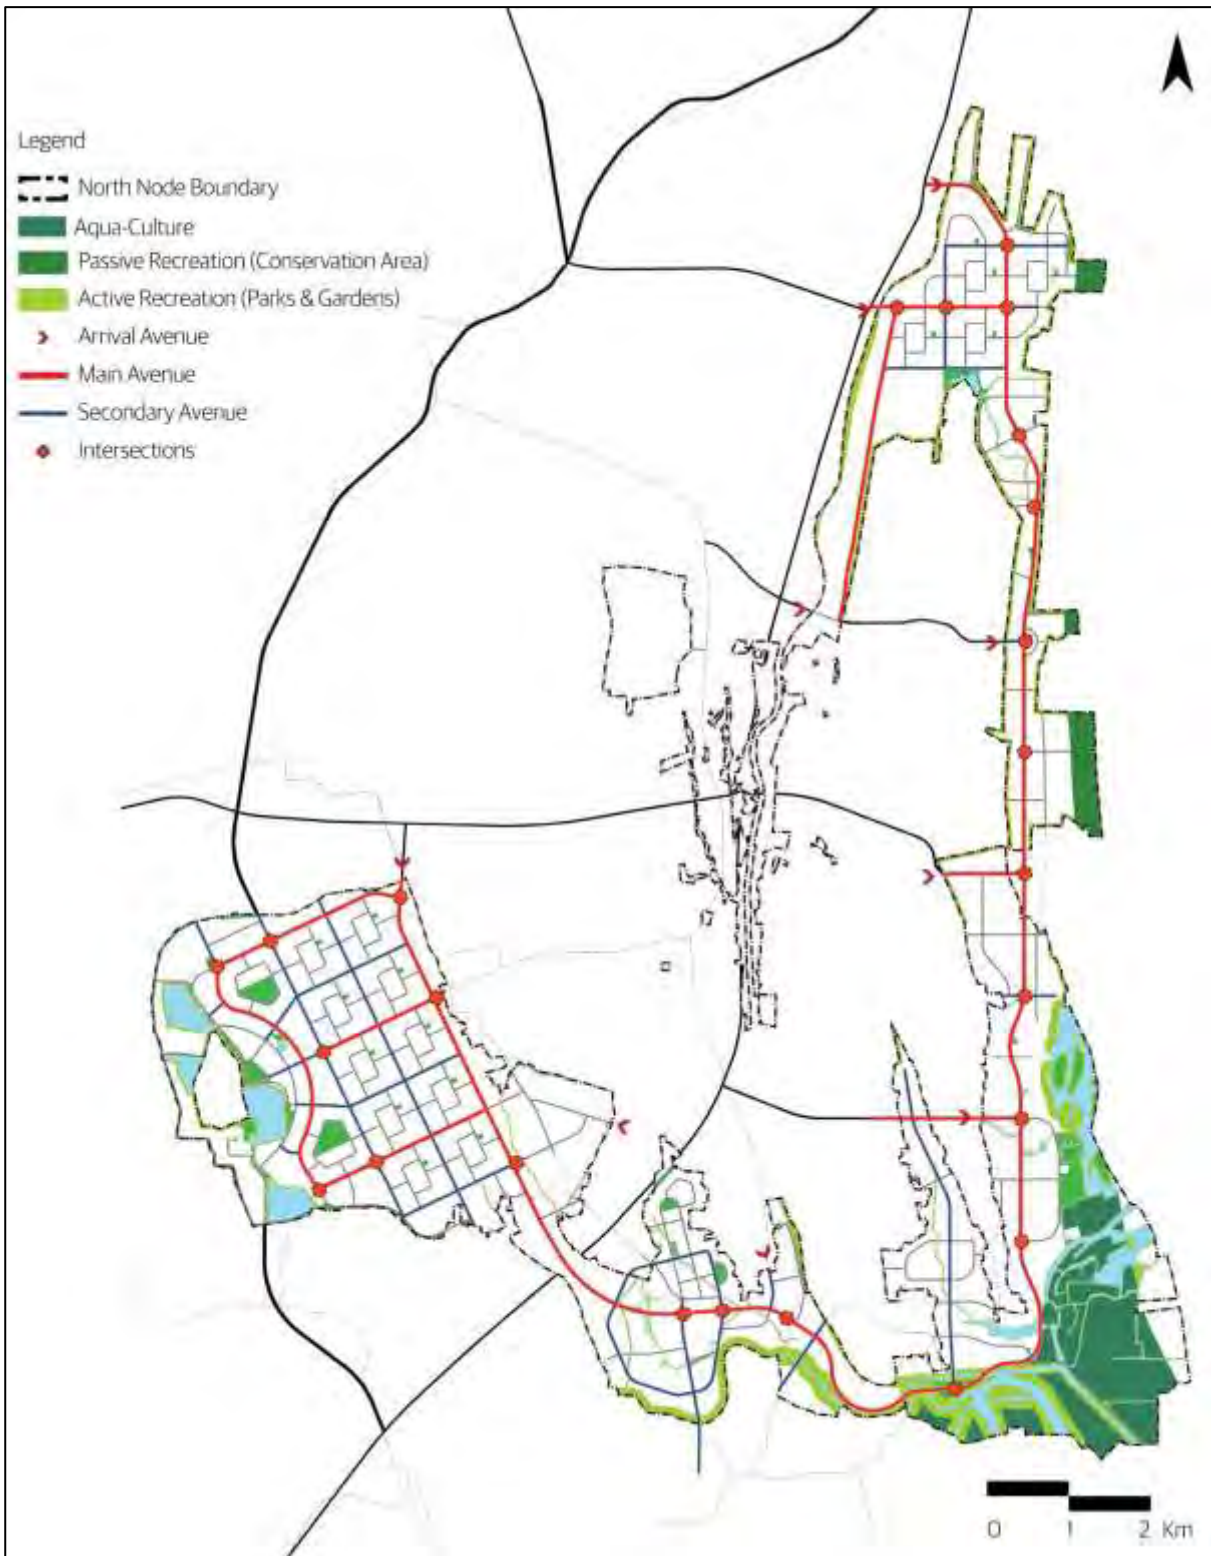 Legend
North Node Boundary
Aqua-Culture
Passive Recreation (Conservation Area)
Active Recreation (Parks & Gardens)
Arrival Avenue
Main Avenue
Secondary Avenue
Intersections
0 1 2 Km